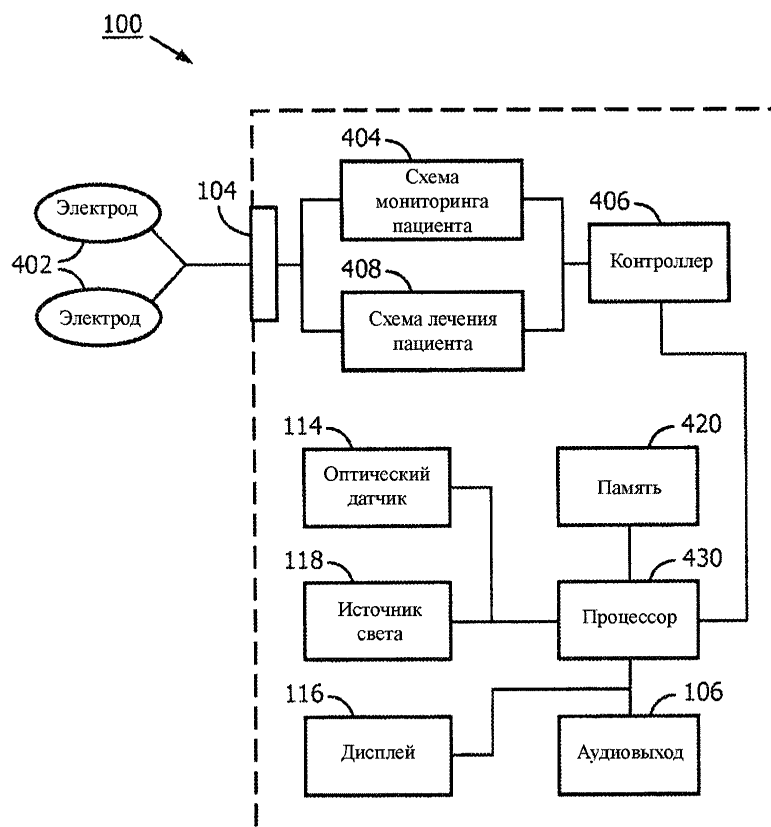 100
404
Схема
мониторинга
пациента
104
406
Контроллер
Электрод
402
Электрод
408
Схема лечения
пациента
114
Оптический
датчик
420
Память
118
Источник
света
430
Процессор
116
Дисплей
106
Аудиовыход